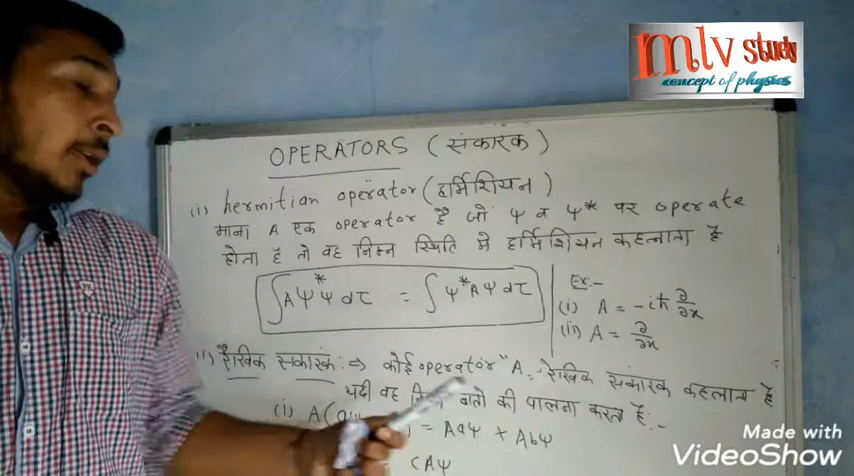 mlv study
concept of physics
OPERATORS (संकारक)
(i) hermitian operator (हर्मिशियन)
माना A एक operator है जो ψ व ψ* पर operate
होता है तो वह निम्न स्थिति मे हर्मिशियन कहलाता है
∫Aψ*ψ dτ = ∫ψ*Aψ dτ
Ex:-
(i) A = -iħ ∂/∂x
(ii) A = ∂/∂x
(ii) रैखिक सकारक :⇒ कोई operator "A" रेखिक संकारक कहलाता है
यदी वह बातो की पालना करता है:-
(i) A( ) = Aaψ + Abψ
CAψ
Made with
VideoShow